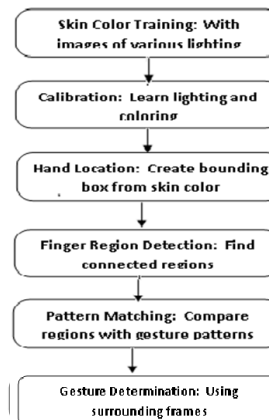 Skin Color Training: With
images of various lighting
Calibration: Learn lighting and
coloring
Hand Location: Create bounding
box from skin color
Finger Region Detection: Find
connected regions
Pattern Matching: Compare
regions with gesture patterns
Gesture Determination: Using
surrounding frames